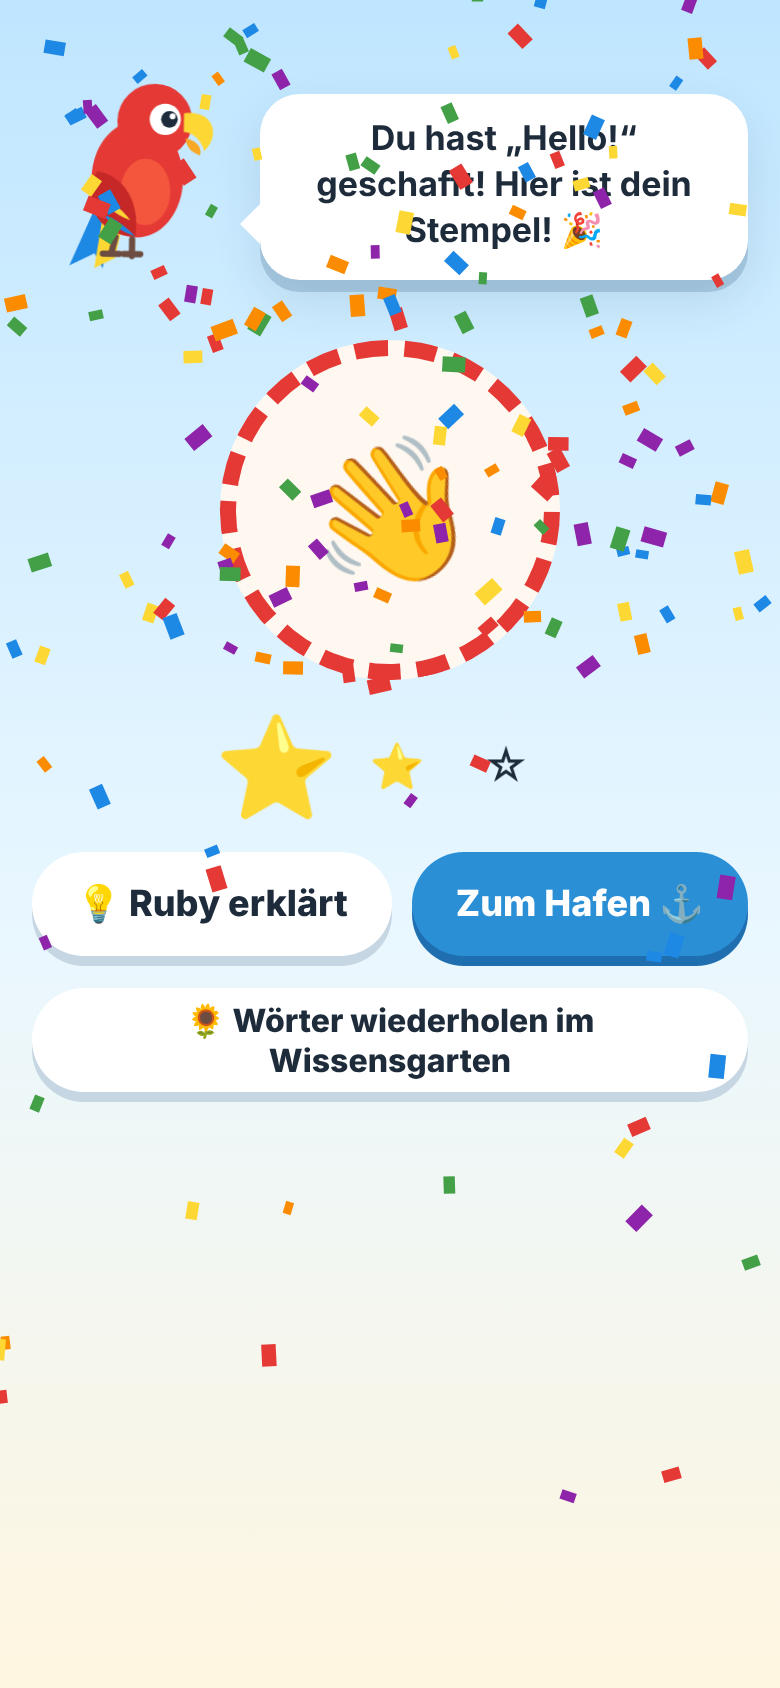 Du hast „Hello!“
geschafft! Hier ist dein
Stempel! 🎉
💡 Ruby erklärt
Zum Hafen ⚓
🌻 Wörter wiederholen im
Wissensgarten